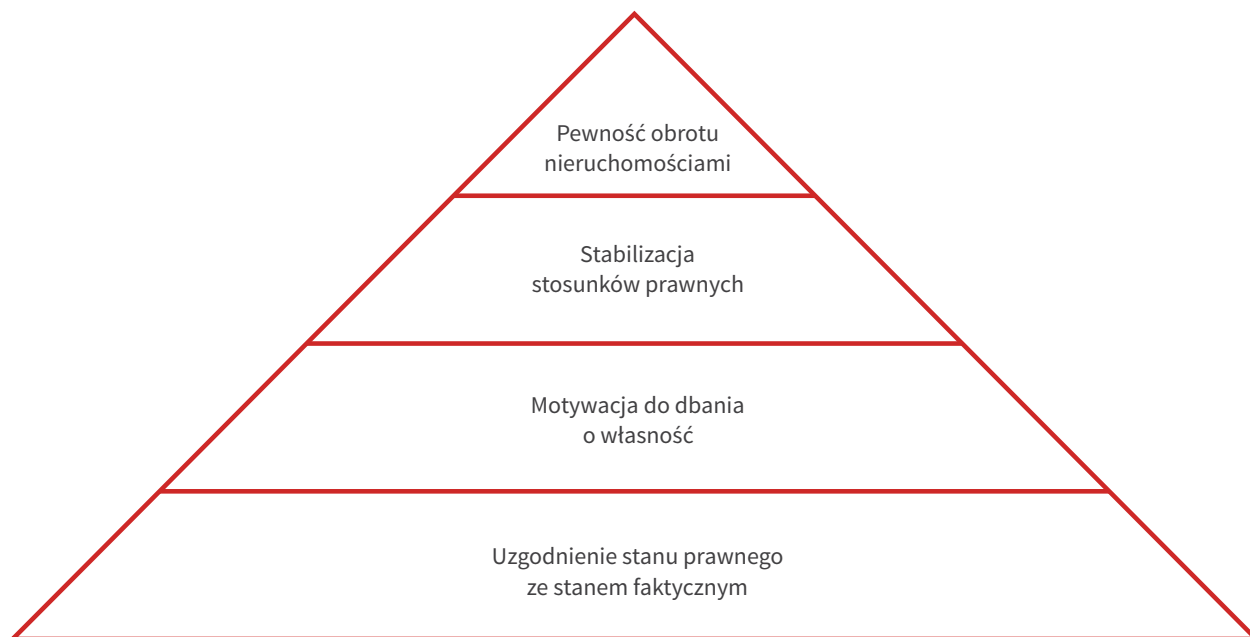 Pewność obrotu
nieruchomościami
Stabilizacja
stosunków prawnych
Motywacja do dbania
o własność
Uzgodnienie stanu prawnego
ze stanem faktycznym